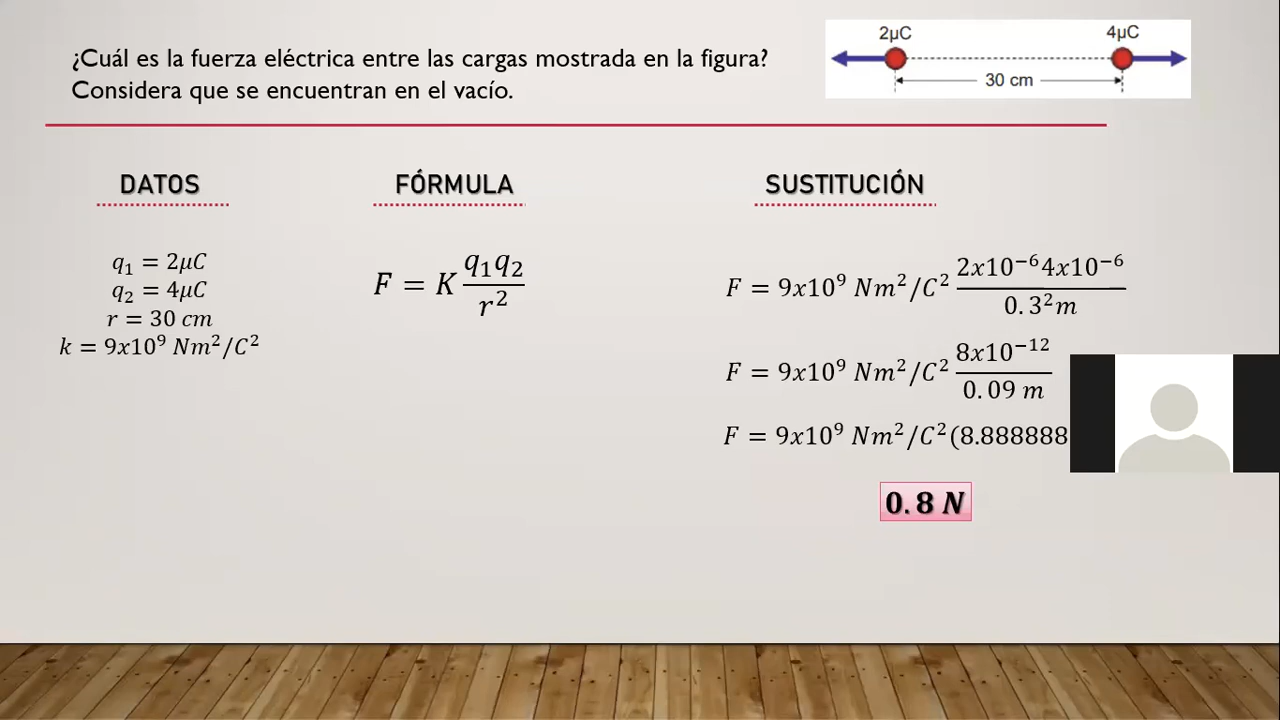 ¿Cuál es la fuerza eléctrica entre las cargas mostrada en la figura?
Considera que se encuentran en el vacío.
2µC 4µC
30 cm
DATOS
q₁ = 2μC
q₂ = 4μC
r = 30 cm
k = 9x10⁹ Nm²/C²
FÓRMULA
F = K q₁q₂/r²
SUSTITUCIÓN
F = 9x10⁹ Nm²/C² 2x10⁻⁶4x10⁻⁶/0.3²m
F = 9x10⁹ Nm²/C² 8x10⁻¹²/0.09 m
F = 9x10⁹ Nm²/C²(8.888888
0.8 N